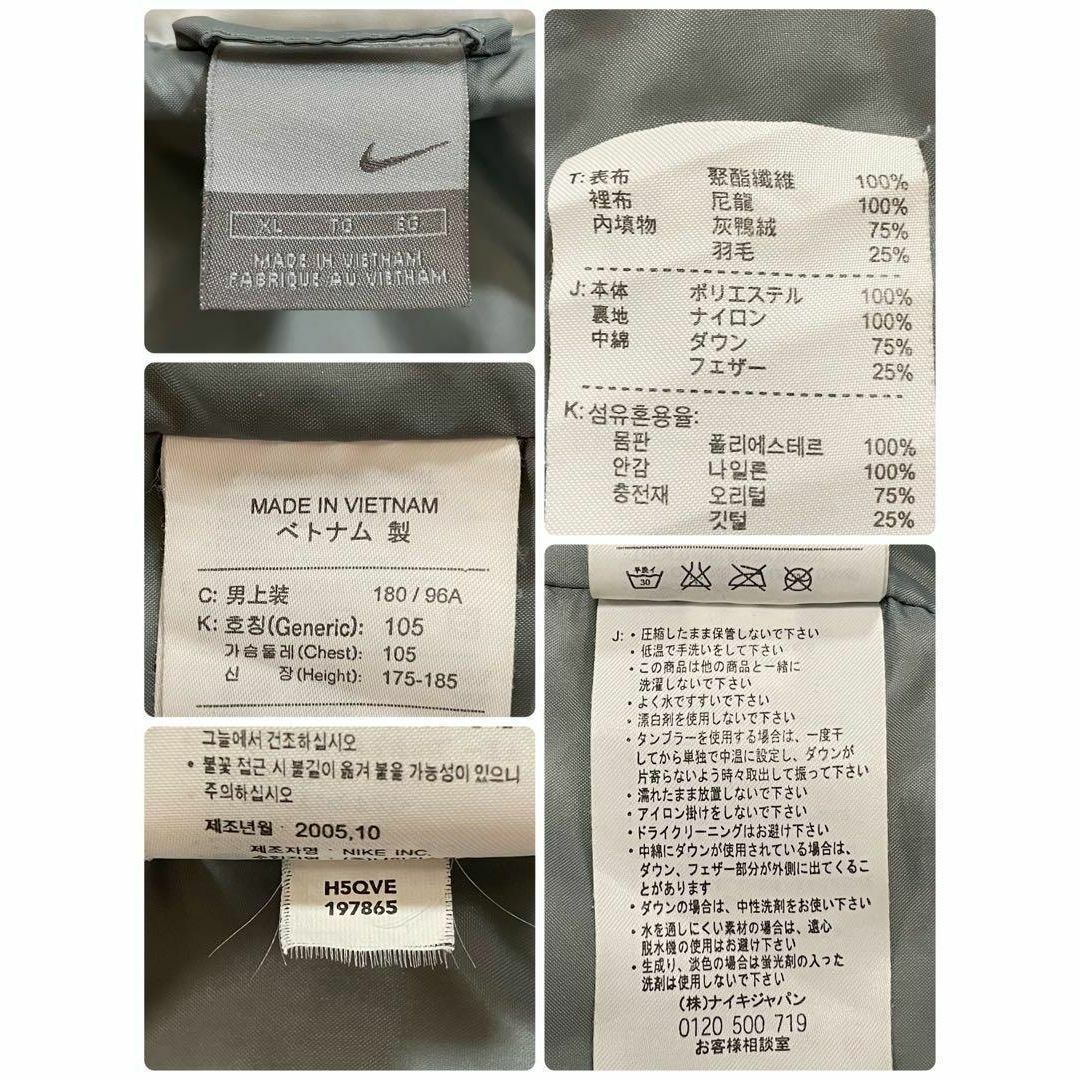 XL TG EG
MADE IN VIETNAM
FABRIQUE AU VIETNAM
T: 表布 聚酯纖維 100%
裡布 尼龍 100%
內填物 灰鴨絨 75%
羽毛 25%
J: 本体 ポリエステル 100%
裏地 ナイロン 100%
中綿 ダウン 75%
フェザー 25%
K: 섬유혼용율:
몸판 폴리에스테르 100%
안감 나일론 100%
충전재 오리털 75%
깃털 25%
MADE IN VIETNAM
ベトナム 製
C: 男上装 180 / 96A
K: 호칭(Generic): 105
가슴둘레(Chest): 105
신 장(Height): 175-185
그늘에서 건조하십시오
• 불꽃 접근 시 불길이 옮겨 붙을 가능성이 있으니
주의하십시오
제조년월 : 2005,10
제조자명 : NIKE INC.
H5QVE
197865
手洗イ
30
J: • 圧縮したまま保管しないで下さい
• 低温で手洗いをして下さい
• この商品は他の商品と一緒に
洗濯しないで下さい
• よく水ですすいで下さい
• 漂白剤を使用しないで下さい
• タンブラーを使用する場合は、一度干
してから単独で中温に設定し、ダウンが
片寄らないよう時々取出して振って下さい
• 濡れたまま放置しないで下さい
• アイロン掛けをしないで下さい
• ドライクリーニングはお避け下さい
• 中綿にダウンが使用されている場合は、
ダウン、フェザー部分が外側に出てくるこ
とがあります
• ダウンの場合は、中性洗剤をお使い下さい
• 水を通しにくい素材の場合は、遠心
脱水機の使用はお避け下さい
• 生成り、淡色の場合は蛍光剤の入った
洗剤は使用しないで下さい
(株)ナイキジャパン
0120 500 719
お客様相談室